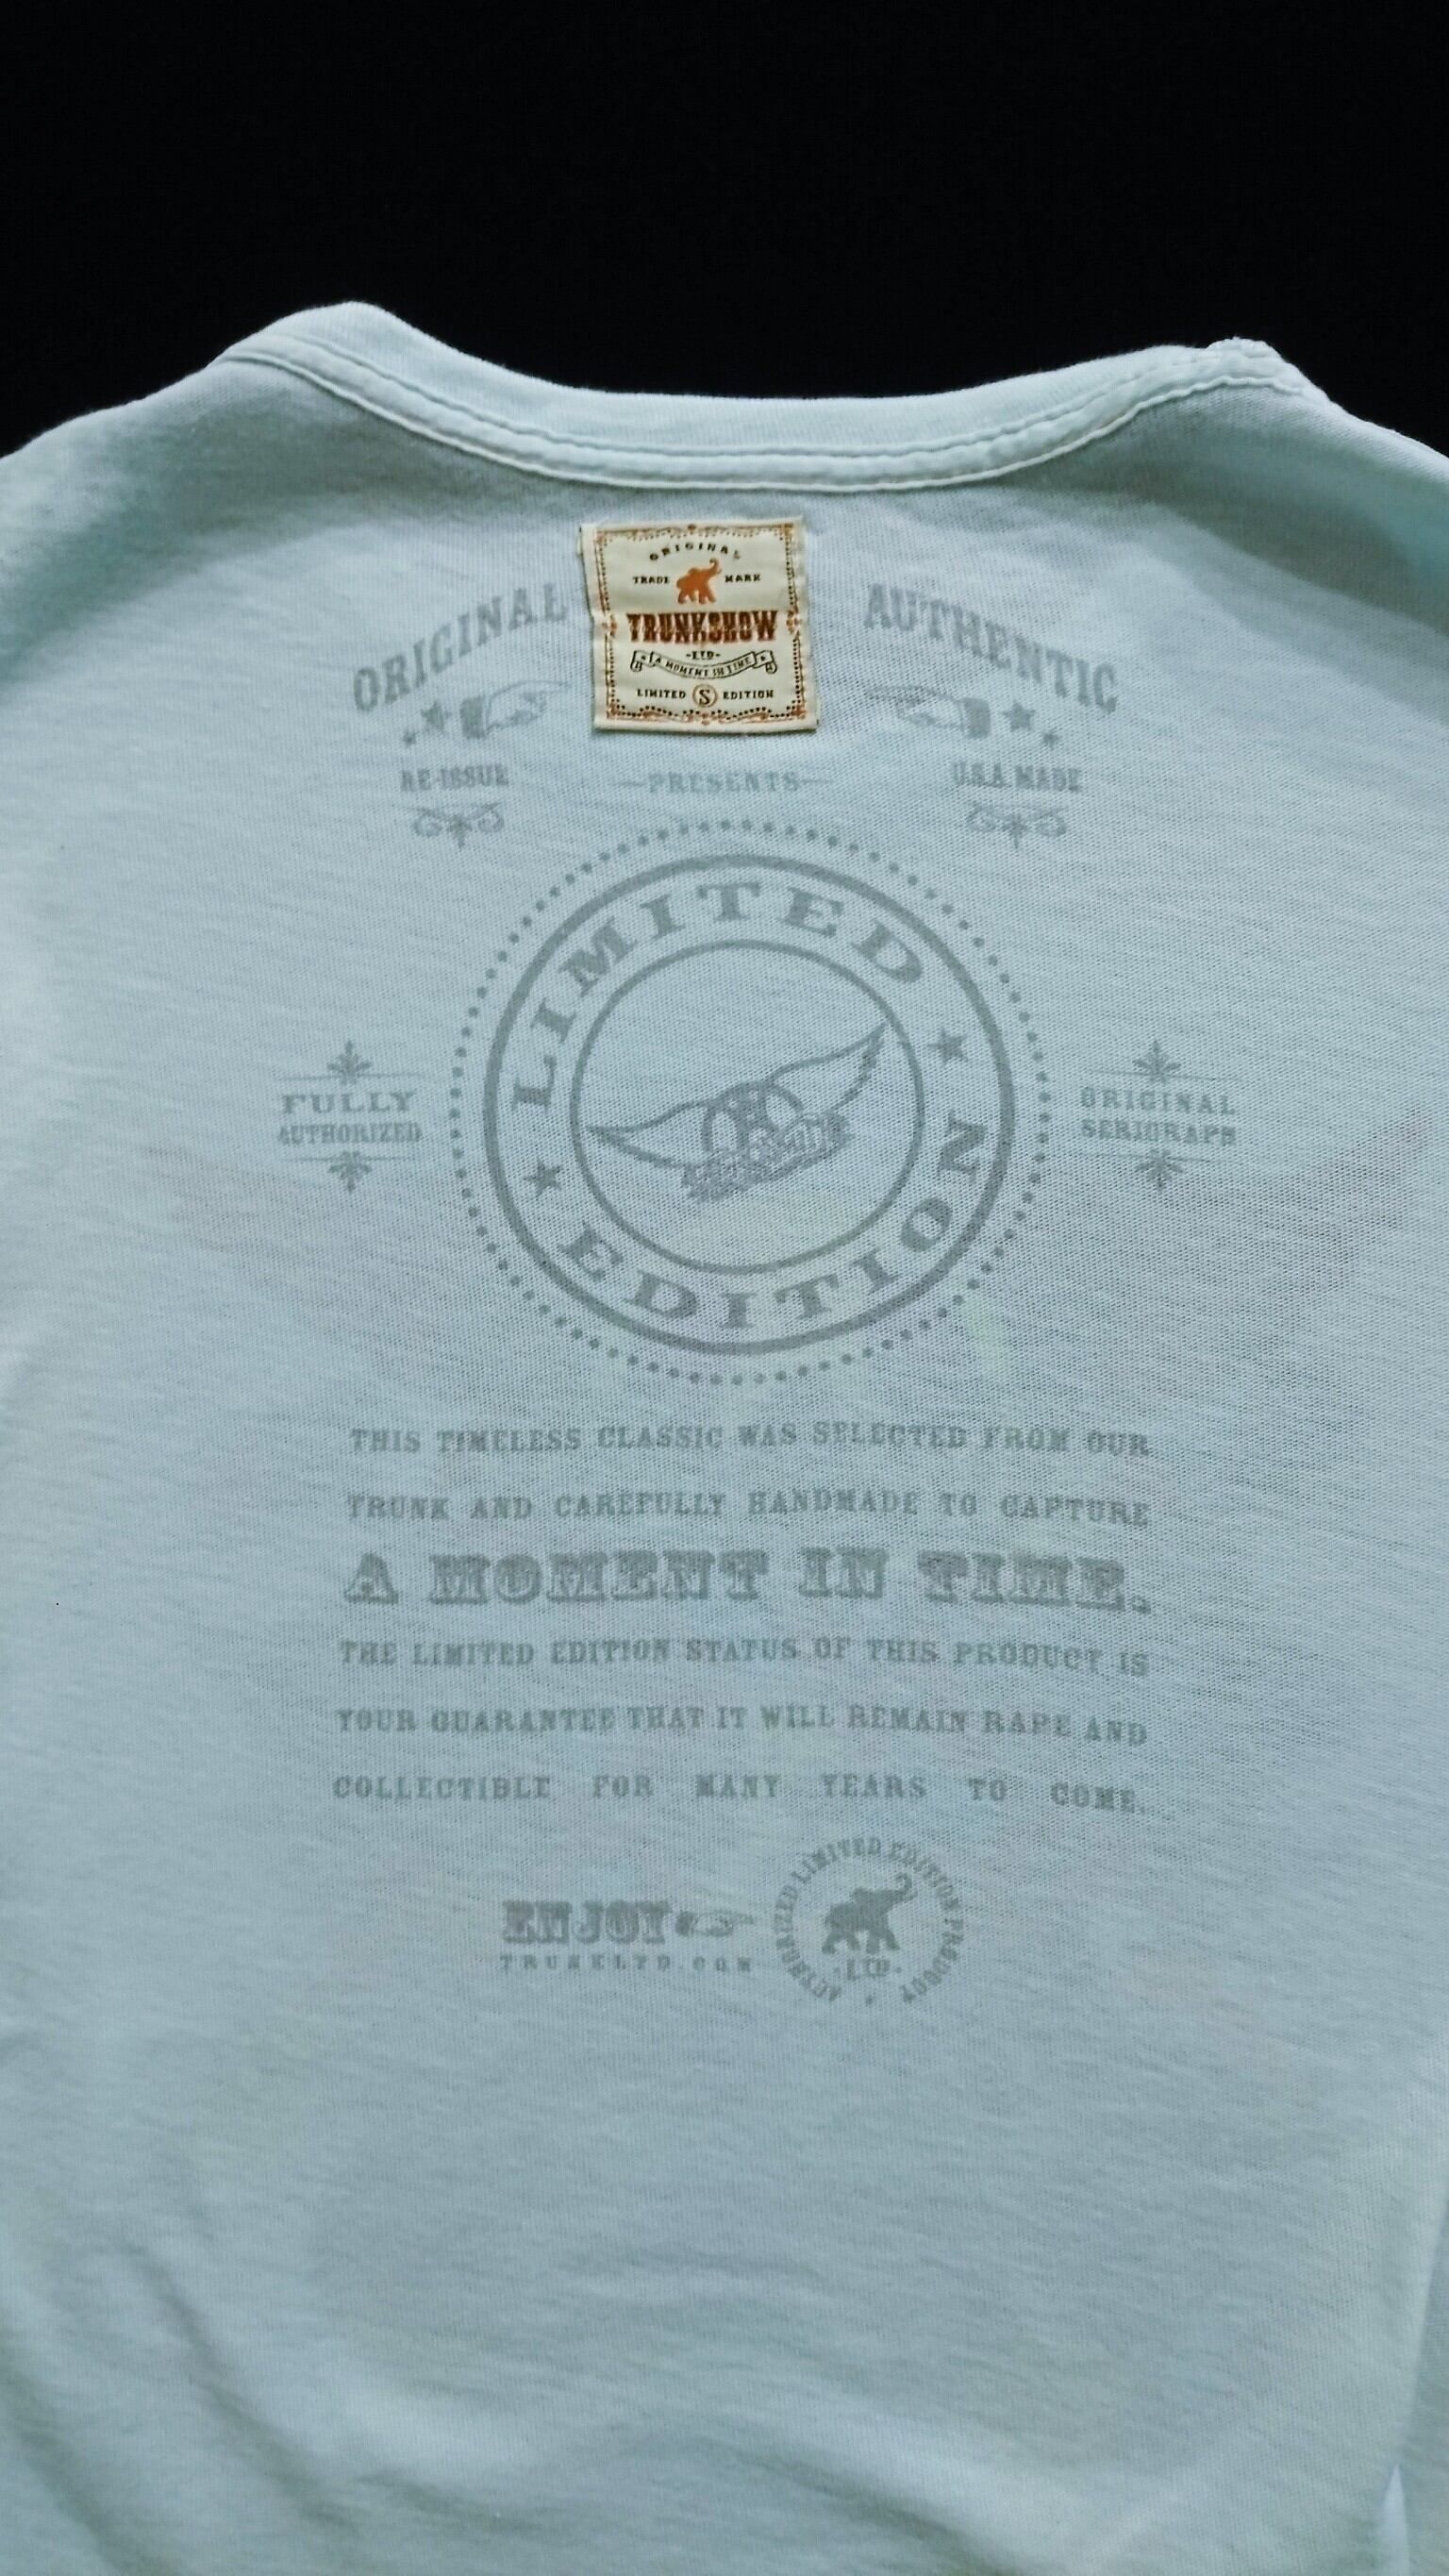 ORIGINAL
TRADE MARK
TRUNKSHOW
-LTD-
A MOMENT IN TIME
LIMITED S EDITION
ORIGINAL AUTHENTIC
RE-ISSUE —PRESENTS— U.S.A. MADE
LIMITED
EDITION
FULLY
AUTHORIZED
ORIGINAL
SERIGRAPH
THIS TIMELESS CLASSIC WAS SELECTED FROM OUR
TRUNK AND CAREFULLY HANDMADE TO CAPTURE
A MOMENT IN TIME.
THE LIMITED EDITION STATUS OF THIS PRODUCT IS
YOUR GUARANTEE THAT IT WILL REMAIN RARE AND
COLLECTIBLE FOR MANY YEARS TO COME.
ENJOY
TRUNKLTD.COM
AUTHORIZED LIMITED EDITION PRODUCT
·LTD·